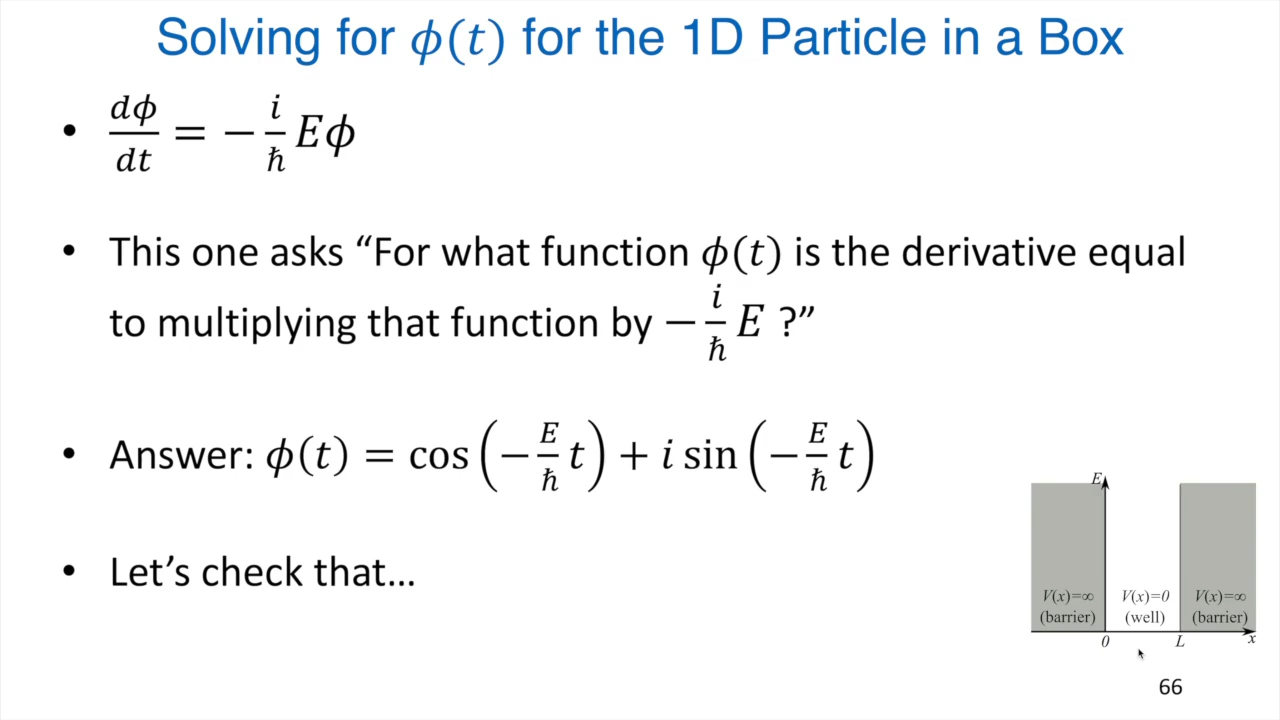 Solving for ϕ(t) for the 1D Particle in a Box
• dϕ/dt = −i/ħ Eϕ
• This one asks “For what function ϕ(t) is the derivative equal
to multiplying that function by −i/ħ E ?”
• Answer: ϕ(t) = cos(−E/ħ t) + i sin(−E/ħ t)
• Let’s check that…
E
V(x)=∞ V(x)=0 V(x)=∞
(barrier) (well) (barrier)
0 L x
66